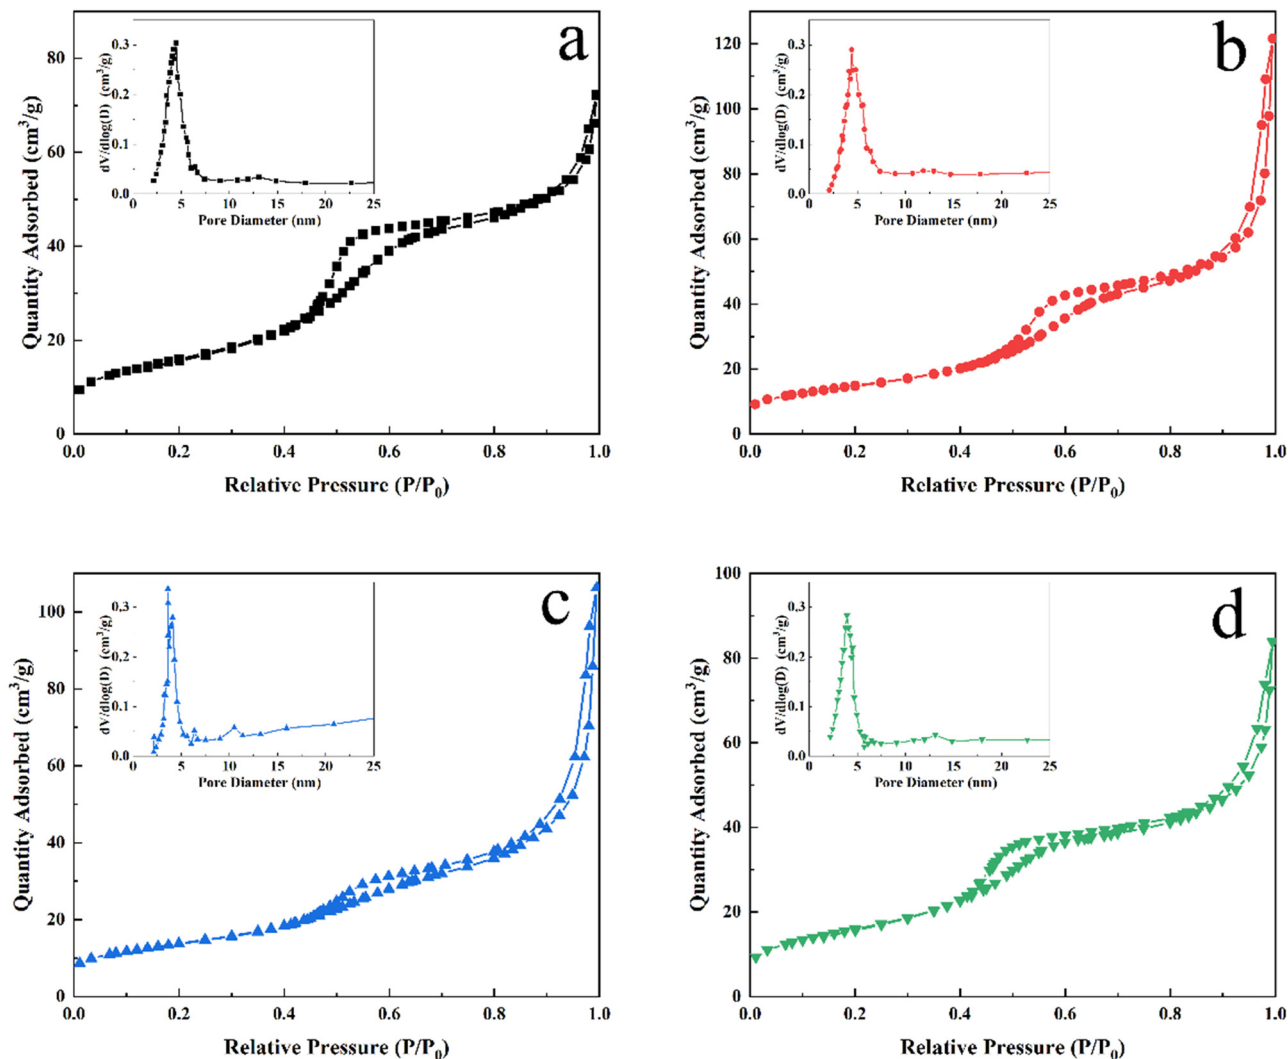 a
dV/dlog(D) (cm³/g)
0.3
0.2
0.1
0.0
0 5 10 15 20 25
Pore Diameter (nm)
Quantity Adsorbed (cm³/g)
80
60
40
20
0
0.0 0.2 0.4 0.6 0.8 1.0
Relative Pressure (P/P₀)
b
dV/dlog(D) (cm³/g)
0.3
0.2
0.1
0.0
0 5 10 15 20 25
Pore Diameter (nm)
Quantity Adsorbed (cm³/g)
120
100
80
60
40
20
0
0.0 0.2 0.4 0.6 0.8 1.0
Relative Pressure (P/P₀)
c
dV/dlog(D) (cm³/g)
0.3
0.2
0.1
0.0
0 5 10 15 20 25
Pore Diameter (nm)
Quantity Adsorbed (cm³/g)
100
80
60
40
20
0
0.0 0.2 0.4 0.6 0.8 1.0
Relative Pressure (P/P₀)
d
dV/dlog(D) (cm³/g)
0.3
0.2
0.1
0.0
0 5 10 15 20 25
Pore Diameter (nm)
Quantity Adsorbed (cm³/g)
100
80
60
40
20
0
0.0 0.2 0.4 0.6 0.8 1.0
Relative Pressure (P/P₀)